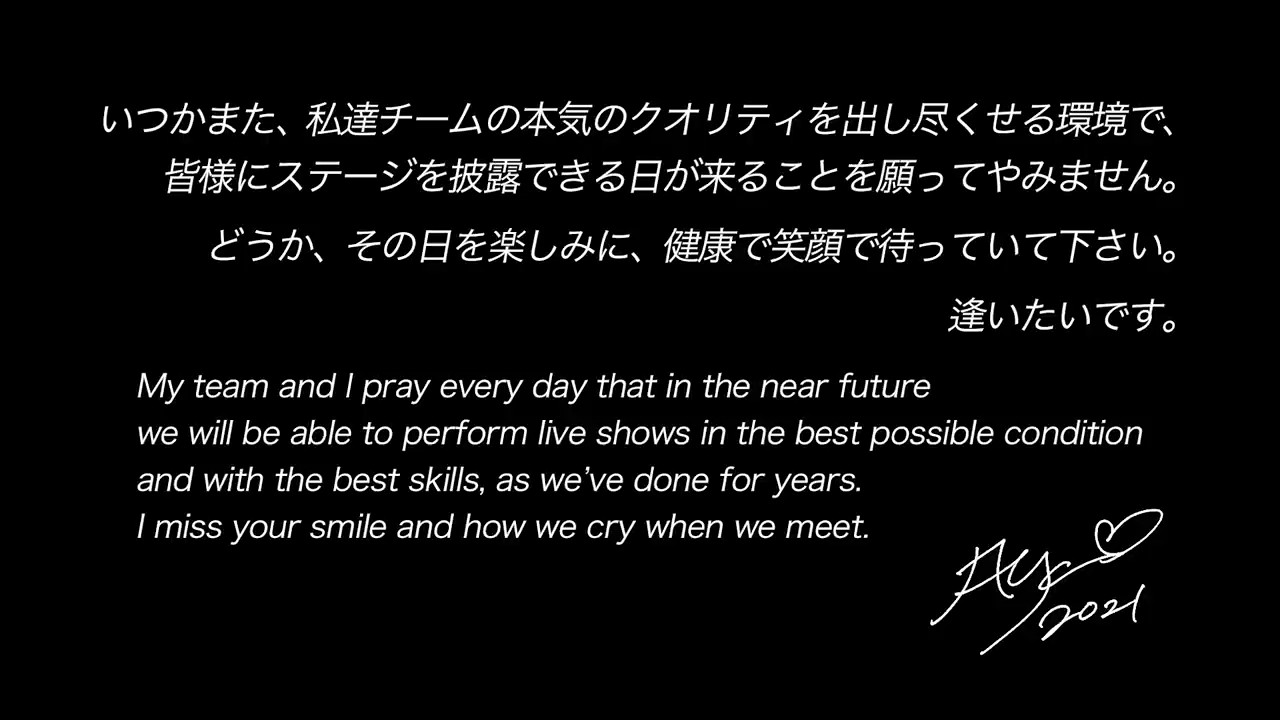 いつかまた、私達チームの本気のクオリティを出し尽くせる環境で、
皆様にステージを披露できる日が来ることを願ってやみません。
どうか、その日を楽しみに、健康で笑顔で待っていて下さい。
逢いたいです。
My team and I pray every day that in the near future
we will be able to perform live shows in the best possible condition
and with the best skills, as we’ve done for years.
I miss your smile and how we cry when we meet.
2021